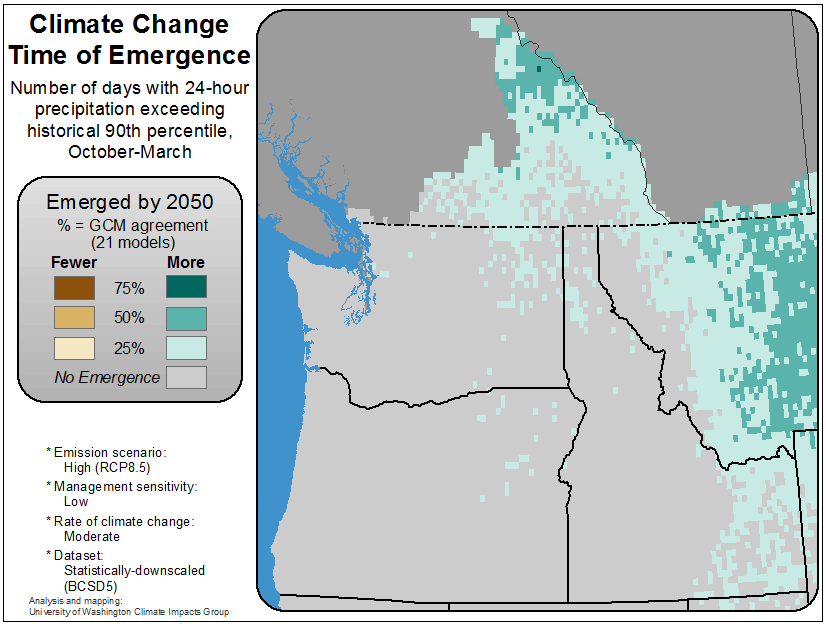 Climate Change
Time of Emergence
Number of days with 24-hour
precipitation exceeding
historical 90th percentile,
October-March
Emerged by 2050
% = GCM agreement
(21 models)
Fewer More
75%
50%
25%
No Emergence
* Emission scenario:
High (RCP8.5)
* Management sensitivity:
Low
* Rate of climate change:
Moderate
* Dataset:
Statistically-downscaled
(BCSD5)
Analysis and mapping:
University of Washington Climate Impacts Group